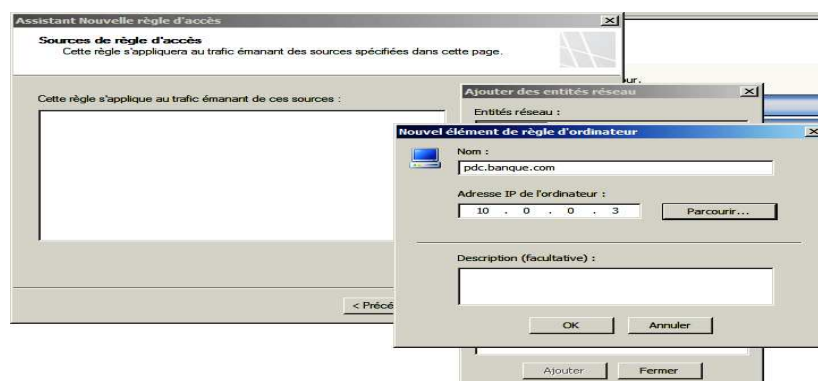 Assistant Nouvelle règle d'accès
Sources de règle d'accès
Cette règle s'appliquera au trafic émanant des sources spécifiées dans cette page.
Cette règle s'applique au trafic émanant de ces sources :
< Précé
ur.
Ajouter des entités réseau
Entités réseau :
Nouvel élément de règle d'ordinateur
Nom :
pdc.banque.com
Adresse IP de l'ordinateur :
10 . 0 . 0 . 3
Parcourir...
Description (facultative) :
OK
Annuler
Ajouter
Fermer